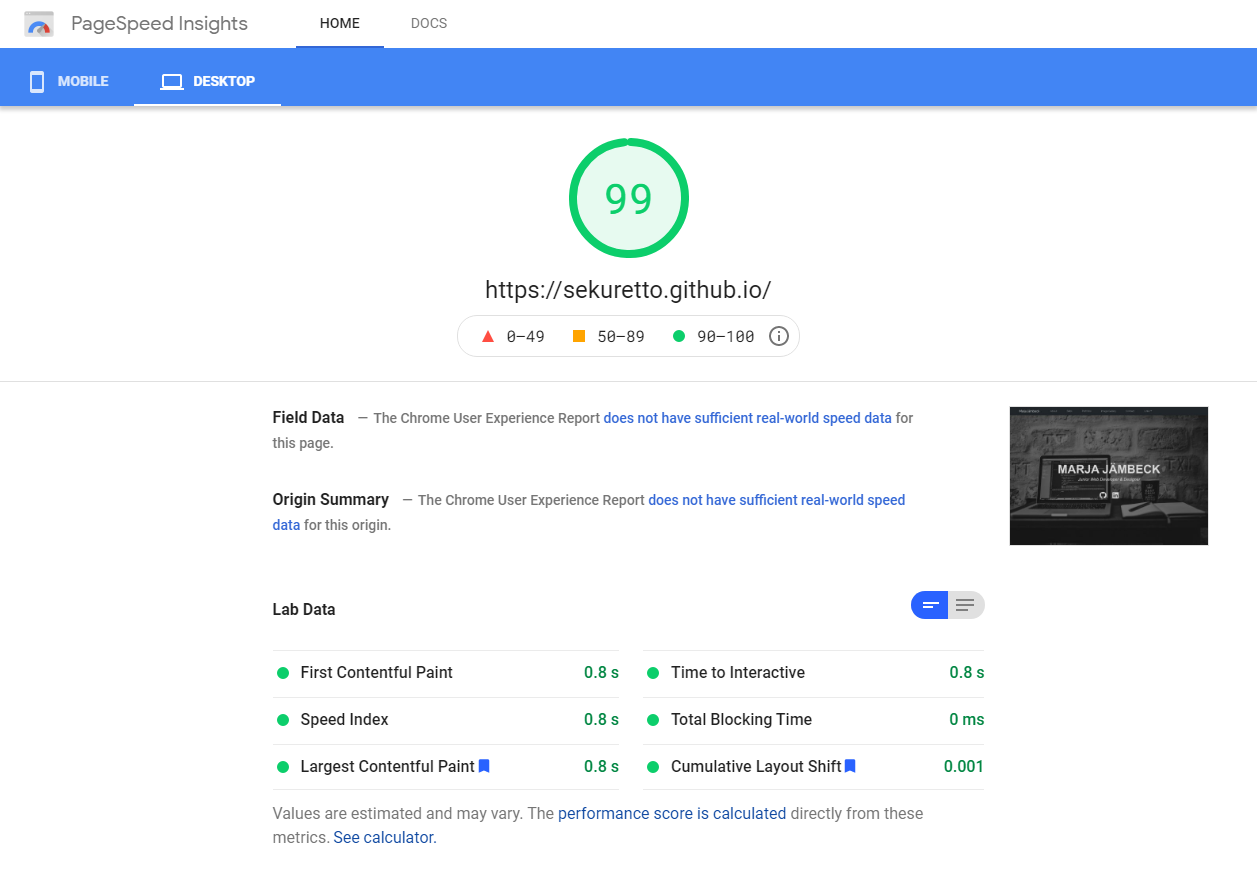 PageSpeed Insights
HOME
DOCS
MOBILE
DESKTOP
99
https://sekuretto.github.io/
0–49
50–89
90–100
Field Data — The Chrome User Experience Report does not have sufficient real-world speed data for
this page.
MARJA JÄMBECK
Junior Web Developer & Designer
Origin Summary — The Chrome User Experience Report does not have sufficient real-world speed
data for this origin.
Lab Data
First Contentful Paint 0.8 s
Time to Interactive 0.8 s
Speed Index 0.8 s
Total Blocking Time 0 ms
Largest Contentful Paint 0.8 s
Cumulative Layout Shift 0.001
Values are estimated and may vary. The performance score is calculated directly from these
metrics. See calculator.